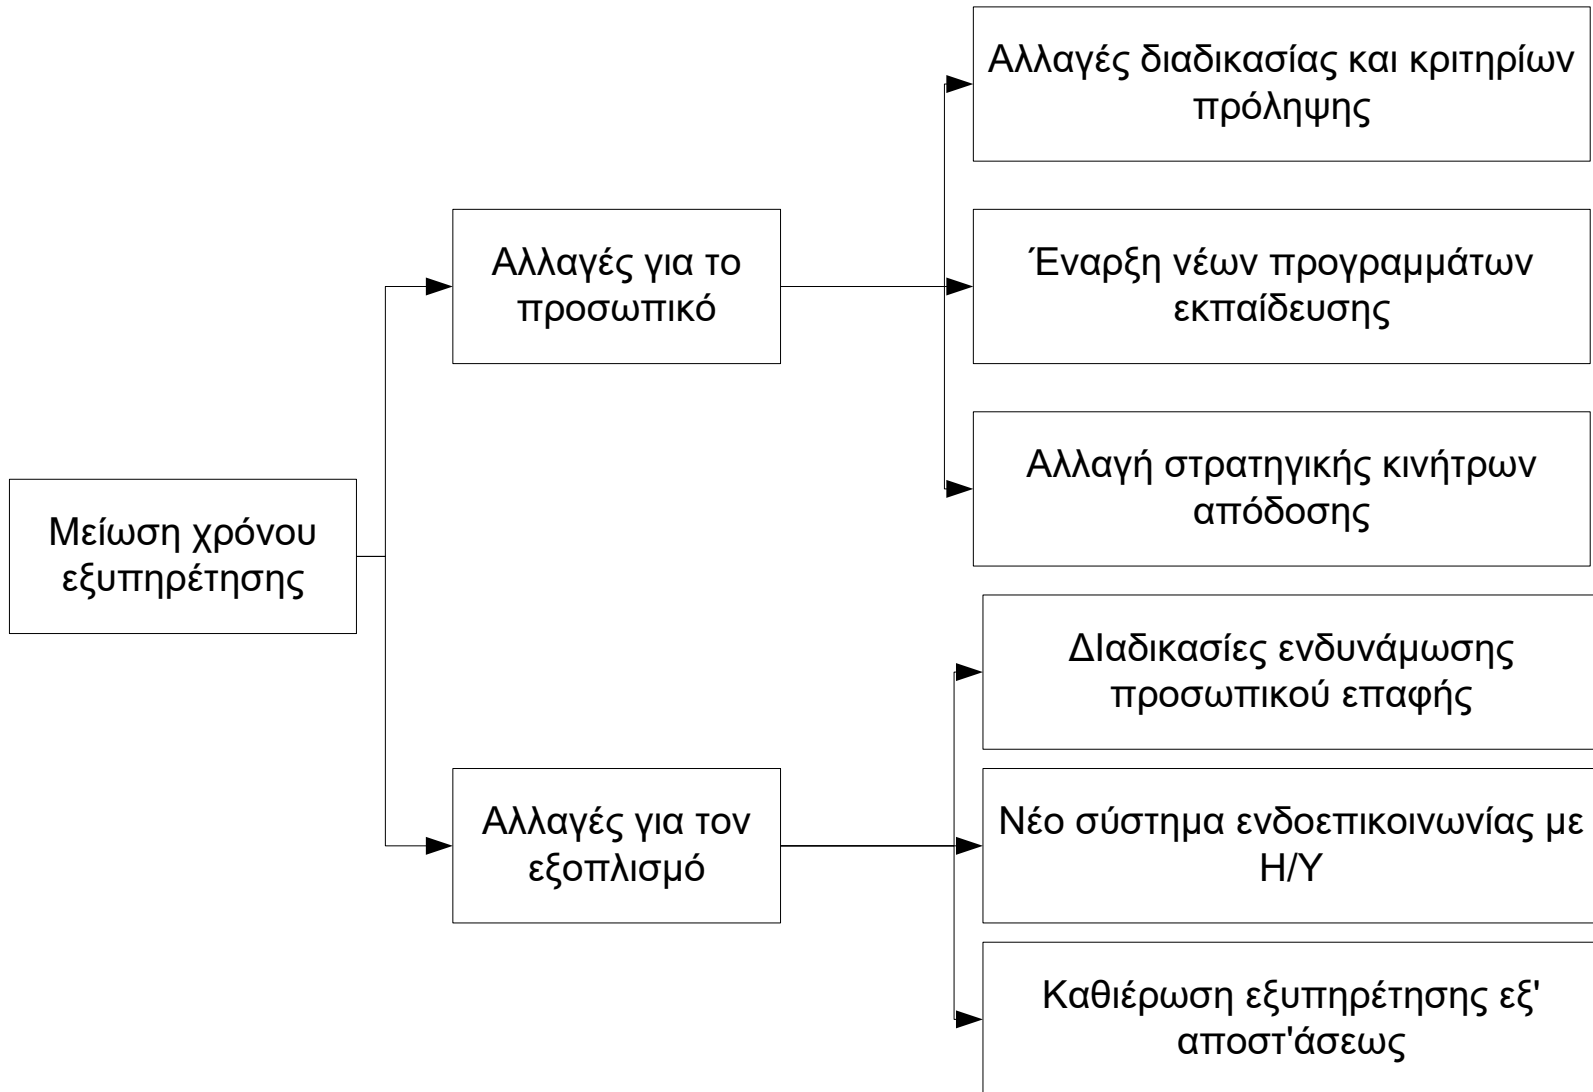 Αλλαγές διαδικασίας και κριτηρίων
πρόληψης
Αλλαγές για το
προσωπικό
Έναρξη νέων προγραμμάτων
εκπαίδευσης
Αλλαγή στρατηγικής κινήτρων
απόδοσης
Μείωση χρόνου
εξυπηρέτησης
ΔΙαδικασίες ενδυνάμωσης
προσωπικού επαφής
Αλλαγές για τον
εξοπλισμό
Νέο σύστημα ενδοεπικοινωνίας με
Η/Υ
Καθιέρωση εξυπηρέτησης εξ'
αποστ'άσεως